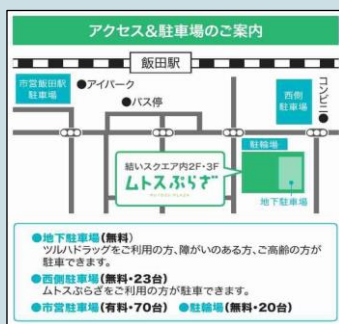 アクセス&駐車場のご案内
飯田駅
市営飯田駅
駐車場
●アイパーク
●バス停
西側
駐車場
コンビニ●
駐輪場
結いスクエア内2F・3F
ムトスぷらざ
地下駐車場
●地下駐車場(無料)
ツルハドラッグをご利用の方、障がいのある方、ご高齢の方が
駐車できます。
●西側駐車場(無料・23台)
ムトスぷらざをご利用の方が駐車できます。
●市営駐車場(有料・70台) ●駐輪場(無料・20台)